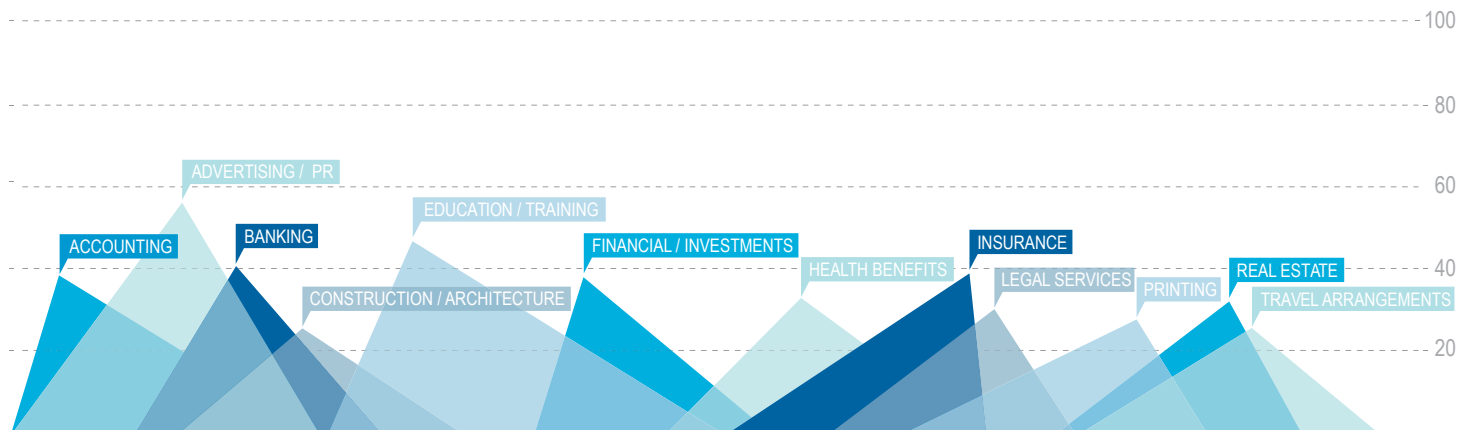 100
80
ADVERTISING / PR
60
EDUCATION / TRAINING
ACCOUNTING
BANKING
FINANCIAL / INVESTMENTS
INSURANCE
HEALTH BENEFITS
REAL ESTATE
40
LEGAL SERVICES
PRINTING
CONSTRUCTION / ARCHITECTURE
TRAVEL ARRANGEMENTS
20